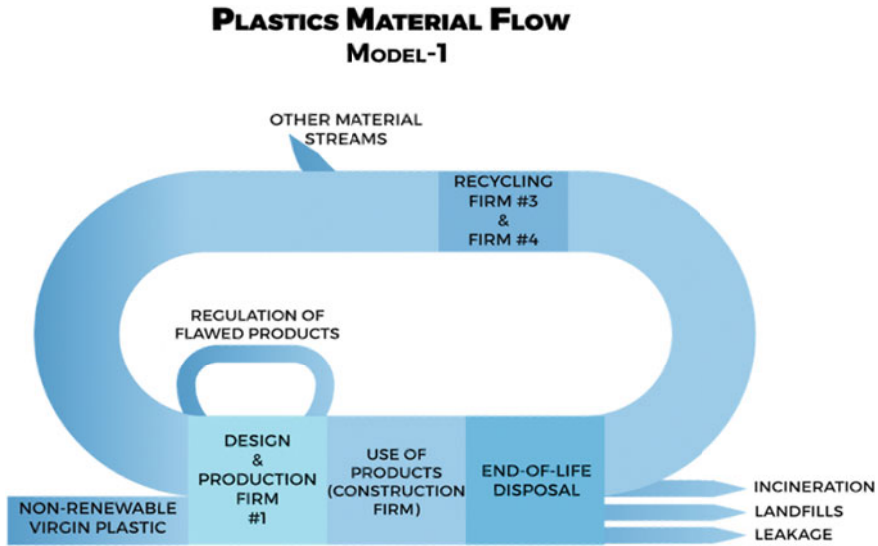 PLASTICS MATERIAL FLOW
MODEL-1
OTHER MATERIAL
STREAMS
RECYCLING
FIRM #3
&
FIRM #4
REGULATION OF
FLAWED PRODUCTS
DESIGN
&
PRODUCTION
FIRM
#1
USE OF
PRODUCTS
(CONSTRUCTION
FIRM)
END-OF-LIFE
DISPOSAL
NON-RENEWABLE
VIRGIN PLASTIC
INCINERATION
LANDFILLS
LEAKAGE